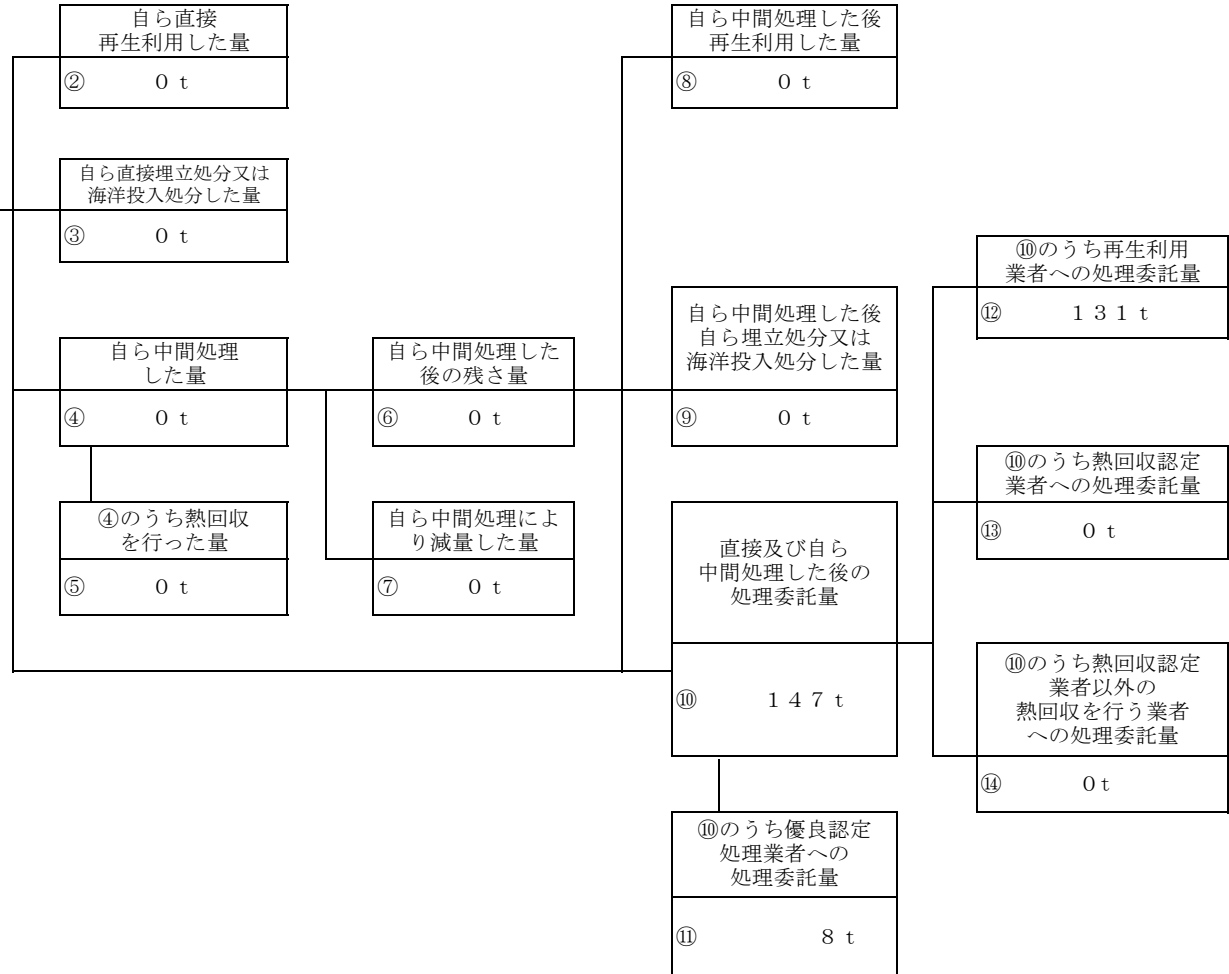 自ら直接
再生利用した量
② 0 t
自ら直接埋立処分又は
海洋投入処分した量
③ 0 t
自ら中間処理
した量
④ 0 t
④のうち熱回収
を行った量
⑤ 0 t
自ら中間処理した
後の残さ量
⑥ 0 t
自ら中間処理によ
り減量した量
⑦ 0 t
自ら中間処理した後
再生利用した量
⑧ 0 t
自ら中間処理した後
自ら埋立処分又は
海洋投入処分した量
⑨ 0 t
直接及び自ら
中間処理した後の
処理委託量
⑩ 147t
⑩のうち優良認定
処理業者への
処理委託量
⑪ 8 t
⑩のうち再生利用
業者への処理委託量
⑫ 131t
⑩のうち熱回収認定
業者への処理委託量
⑬ 0 t
⑩のうち熱回収認定
業者以外の
熱回収を行う業者
への処理委託量
⑭ 0t